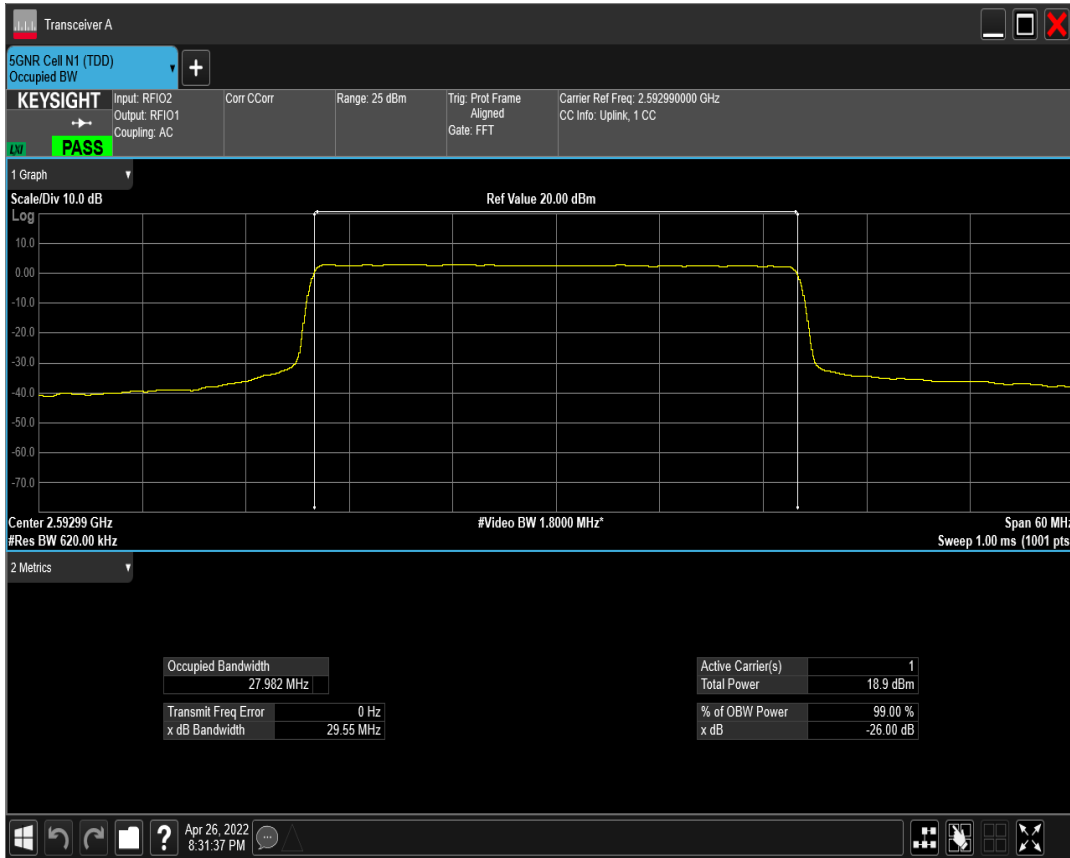 Transceiver A
5GNR Cell N1 (TDD)
Occupied BW
+
KEYSIGHT
LXI
PASS
Input: RFIO2
Output: RFIO1
Coupling: AC
Corr CCorr
Range: 25 dBm
Trig: Prot Frame
Aligned
Gate: FFT
Carrier Ref Freq: 2.592990000 GHz
CC Info: Uplink, 1 CC
1 Graph
Scale/Div 10.0 dB
Ref Value 20.00 dBm
Log
10.0
0.00
-10.0
-20.0
-30.0
-40.0
-50.0
-60.0
-70.0
Center 2.59299 GHz
#Video BW 1.8000 MHz*
Span 60 MHz
#Res BW 620.00 kHz
Sweep 1.00 ms (1001 pts
2 Metrics
Occupied Bandwidth
27.982 MHz
Transmit Freq Error 0 Hz
x dB Bandwidth 29.55 MHz
Active Carrier(s) 1
Total Power 18.9 dBm
% of OBW Power 99.00 %
x dB -26.00 dB
?
Apr 26, 2022
8:31:37 PM